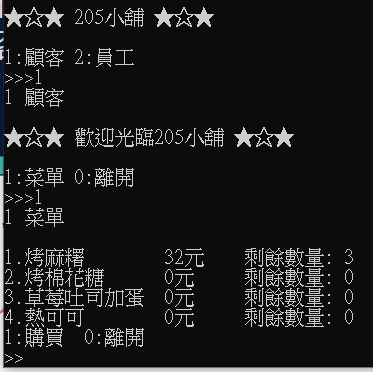 ★☆★ 205小舖 ★☆★
1:顧客 2:員工
>>>1
1 顧客
★☆★ 歡迎光臨205小舖 ★☆★
1:菜單 0:離開
>>>1
1 菜單
1.烤麻糬 32元 剩餘數量: 3
2.烤棉花糖 0元 剩餘數量: 0
3.草莓吐司加蛋 0元 剩餘數量: 0
4.熱可可 0元 剩餘數量: 0
1:購買 0:離開
>>